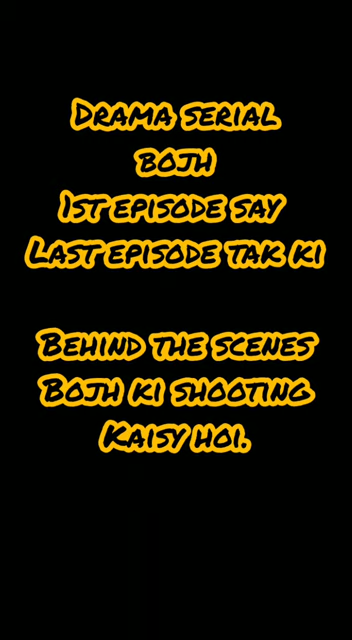 Drama serial
bojh
1st episode say
Last episode tak ki
Behind the scenes
Bojh ki shooting
Kaisy hoi.